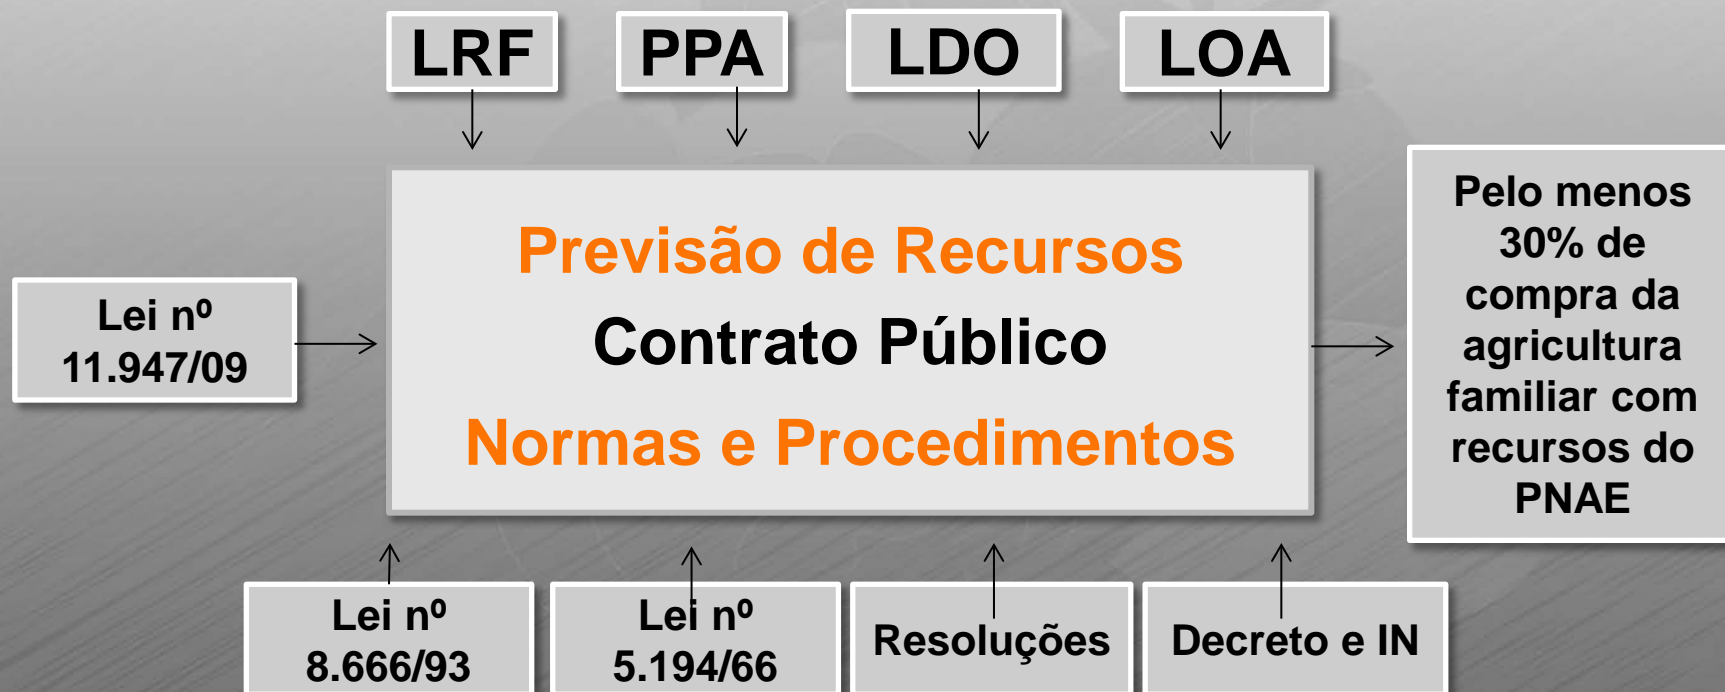 LRF
PPA
LDO
LOA
Previsão de Recursos
Contrato Público
Normas e Procedimentos
Lei nº
11.947/09
Pelo menos
30% de
compra da
agricultura
familiar com
recursos do
PNAE
Lei nº
8.666/93
Lei nº
5.194/66
Resoluções
Decreto e IN